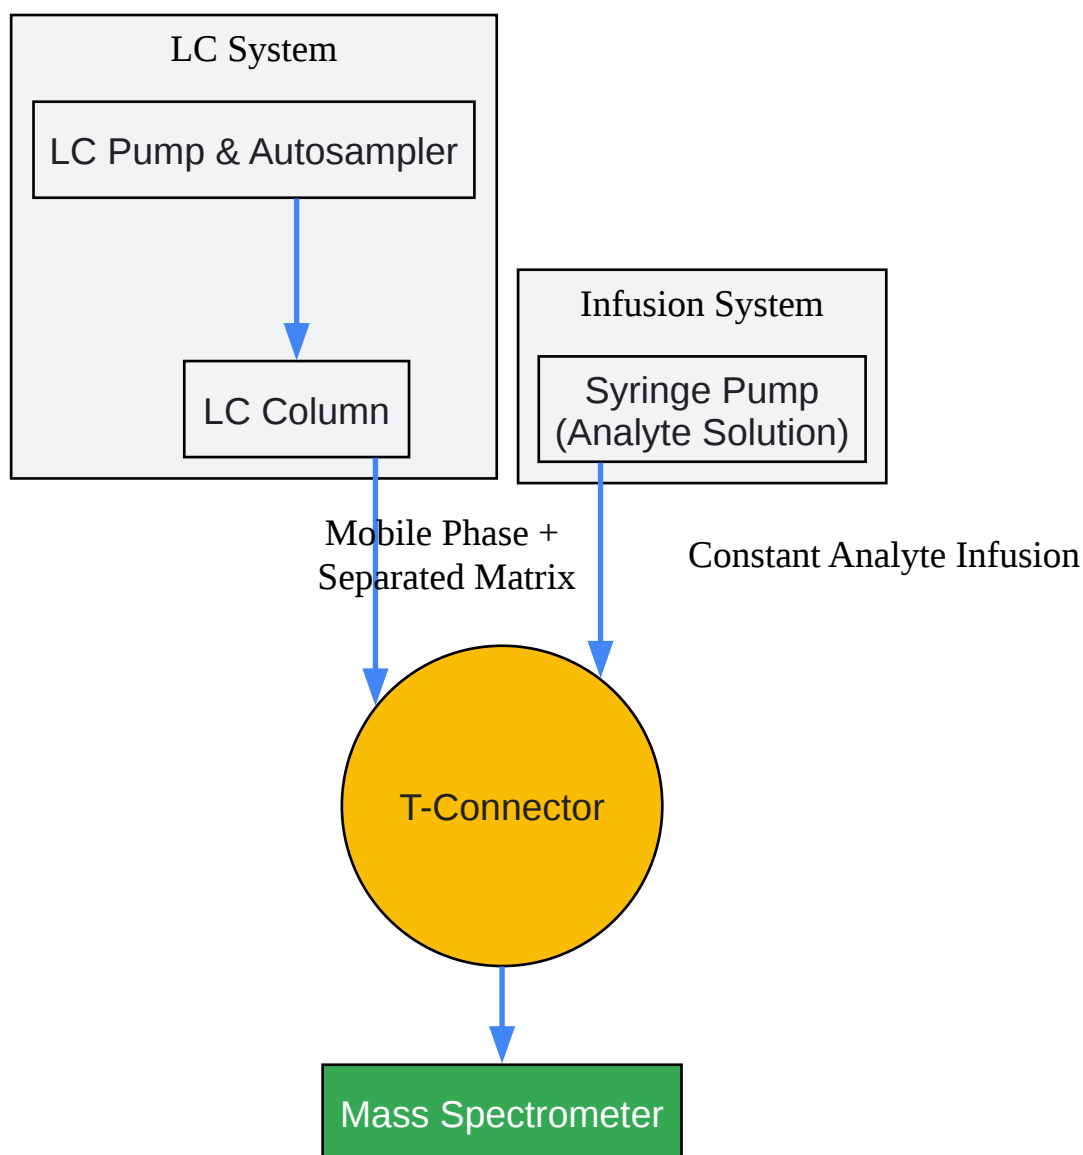 LC System
LC Pump & Autosampler
LC Column
Infusion System
Syringe Pump
(Analyte Solution)
Mobile Phase +
Separated Matrix
Constant Analyte Infusion
T-Connector
Mass Spectrometer